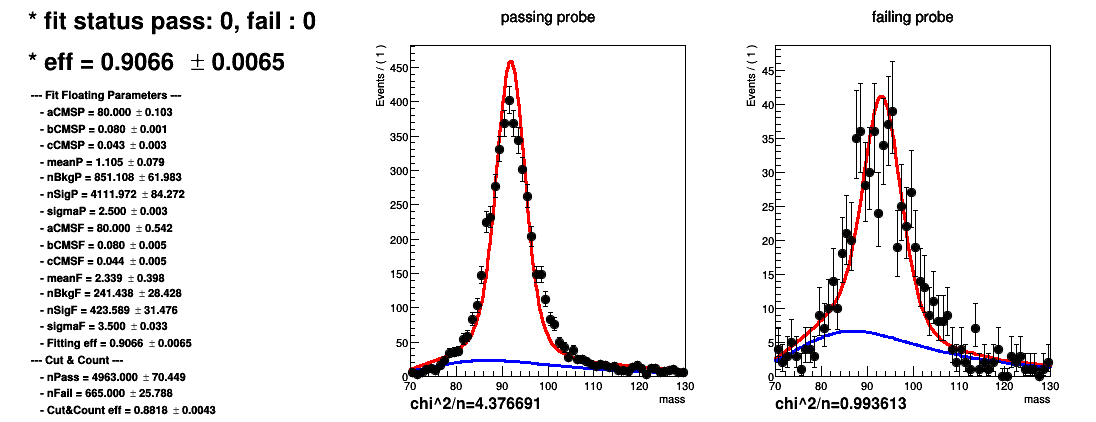 * fit status pass: 0, fail : 0
* eff = 0.9066 ± 0.0065
--- Fit Floating Parameters ---
- aCMSP = 80.000 ± 0.103
- bCMSP = 0.080 ± 0.001
- cCMSP = 0.043 ± 0.003
- meanP = 1.105 ± 0.079
- nBkgP = 851.108 ± 61.983
- nSigP = 4111.972 ± 84.272
- sigmaP = 2.500 ± 0.003
- aCMSF = 80.000 ± 0.542
- bCMSF = 0.080 ± 0.005
- cCMSF = 0.044 ± 0.005
- meanF = 2.339 ± 0.398
- nBkgF = 241.438 ± 28.428
- nSigF = 423.589 ± 31.476
- sigmaF = 3.500 ± 0.033
- Fitting eff = 0.9066 ± 0.0065
--- Cut & Count ---
- nPass = 4963.000 ± 70.449
- nFail = 665.000 ± 25.788
- Cut&Count eff = 0.8818 ± 0.0043
passing probe
Events / ( 1 )
450
400
350
300
250
200
150
100
50
0
70 80 90 100 110 120 130
mass
chi^2/n=4.376691
failing probe
Events / ( 1 )
45
40
35
30
25
20
15
10
5
0
70 80 90 100 110 120 130
mass
chi^2/n=0.993613